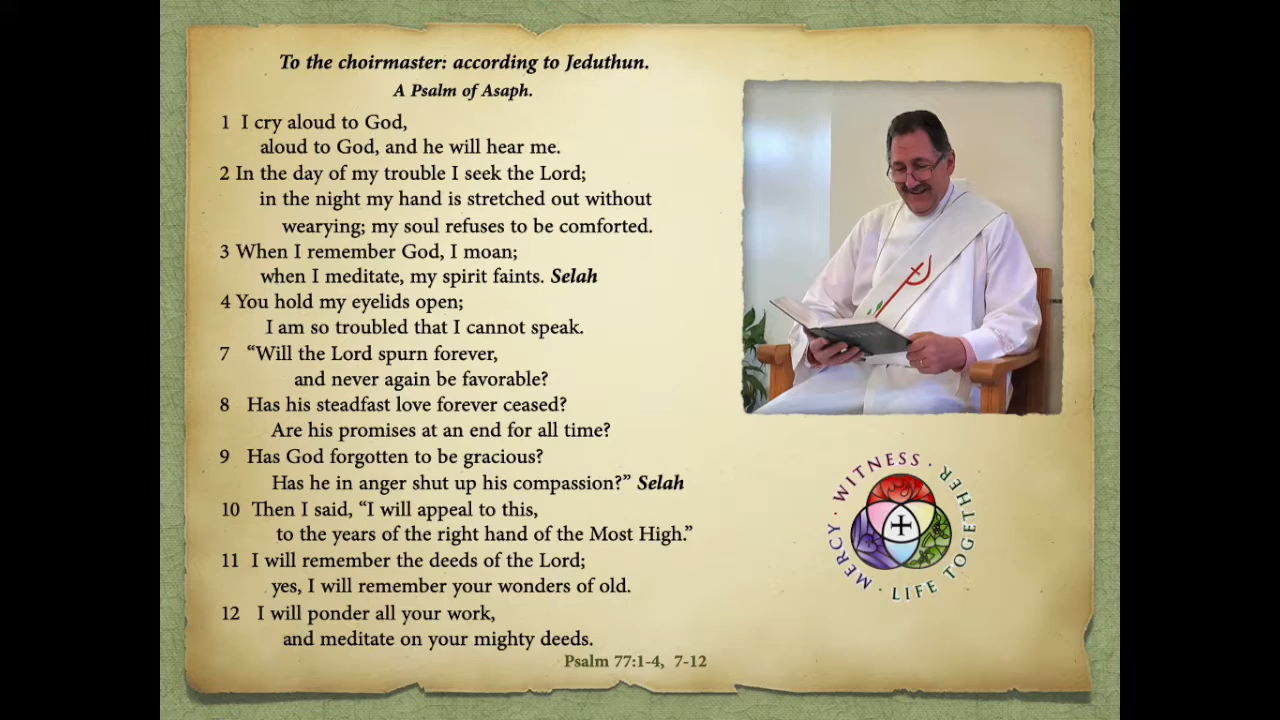 To the choirmaster: according to Jeduthun.
A Psalm of Asaph.
1 I cry aloud to God,
aloud to God, and he will hear me.
2 In the day of my trouble I seek the Lord;
in the night my hand is stretched out without
wearying; my soul refuses to be comforted.
3 When I remember God, I moan;
when I meditate, my spirit faints. Selah
4 You hold my eyelids open;
I am so troubled that I cannot speak.
7 “Will the Lord spurn forever,
and never again be favorable?
8 Has his steadfast love forever ceased?
Are his promises at an end for all time?
9 Has God forgotten to be gracious?
Has he in anger shut up his compassion?” Selah
10 Then I said, “I will appeal to this,
to the years of the right hand of the Most High.”
11 I will remember the deeds of the Lord;
yes, I will remember your wonders of old.
12 I will ponder all your work,
and meditate on your mighty deeds.
Psalm 77:1-4, 7-12
WITNESS · MERCY · LIFE TOGETHER